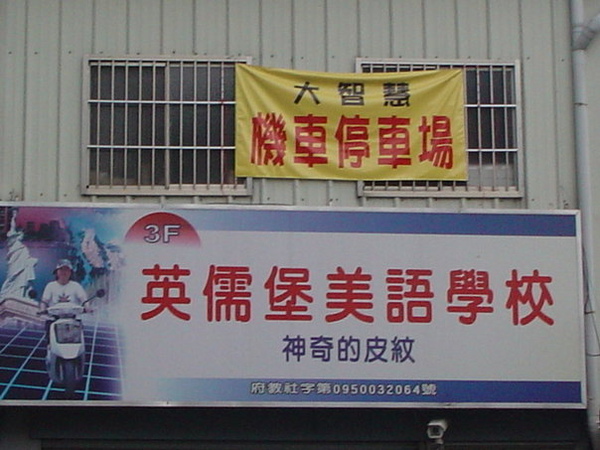 大智慧
機車停車場
3F
英儒堡美語學校
神奇的皮紋
府教社字第0950032064號